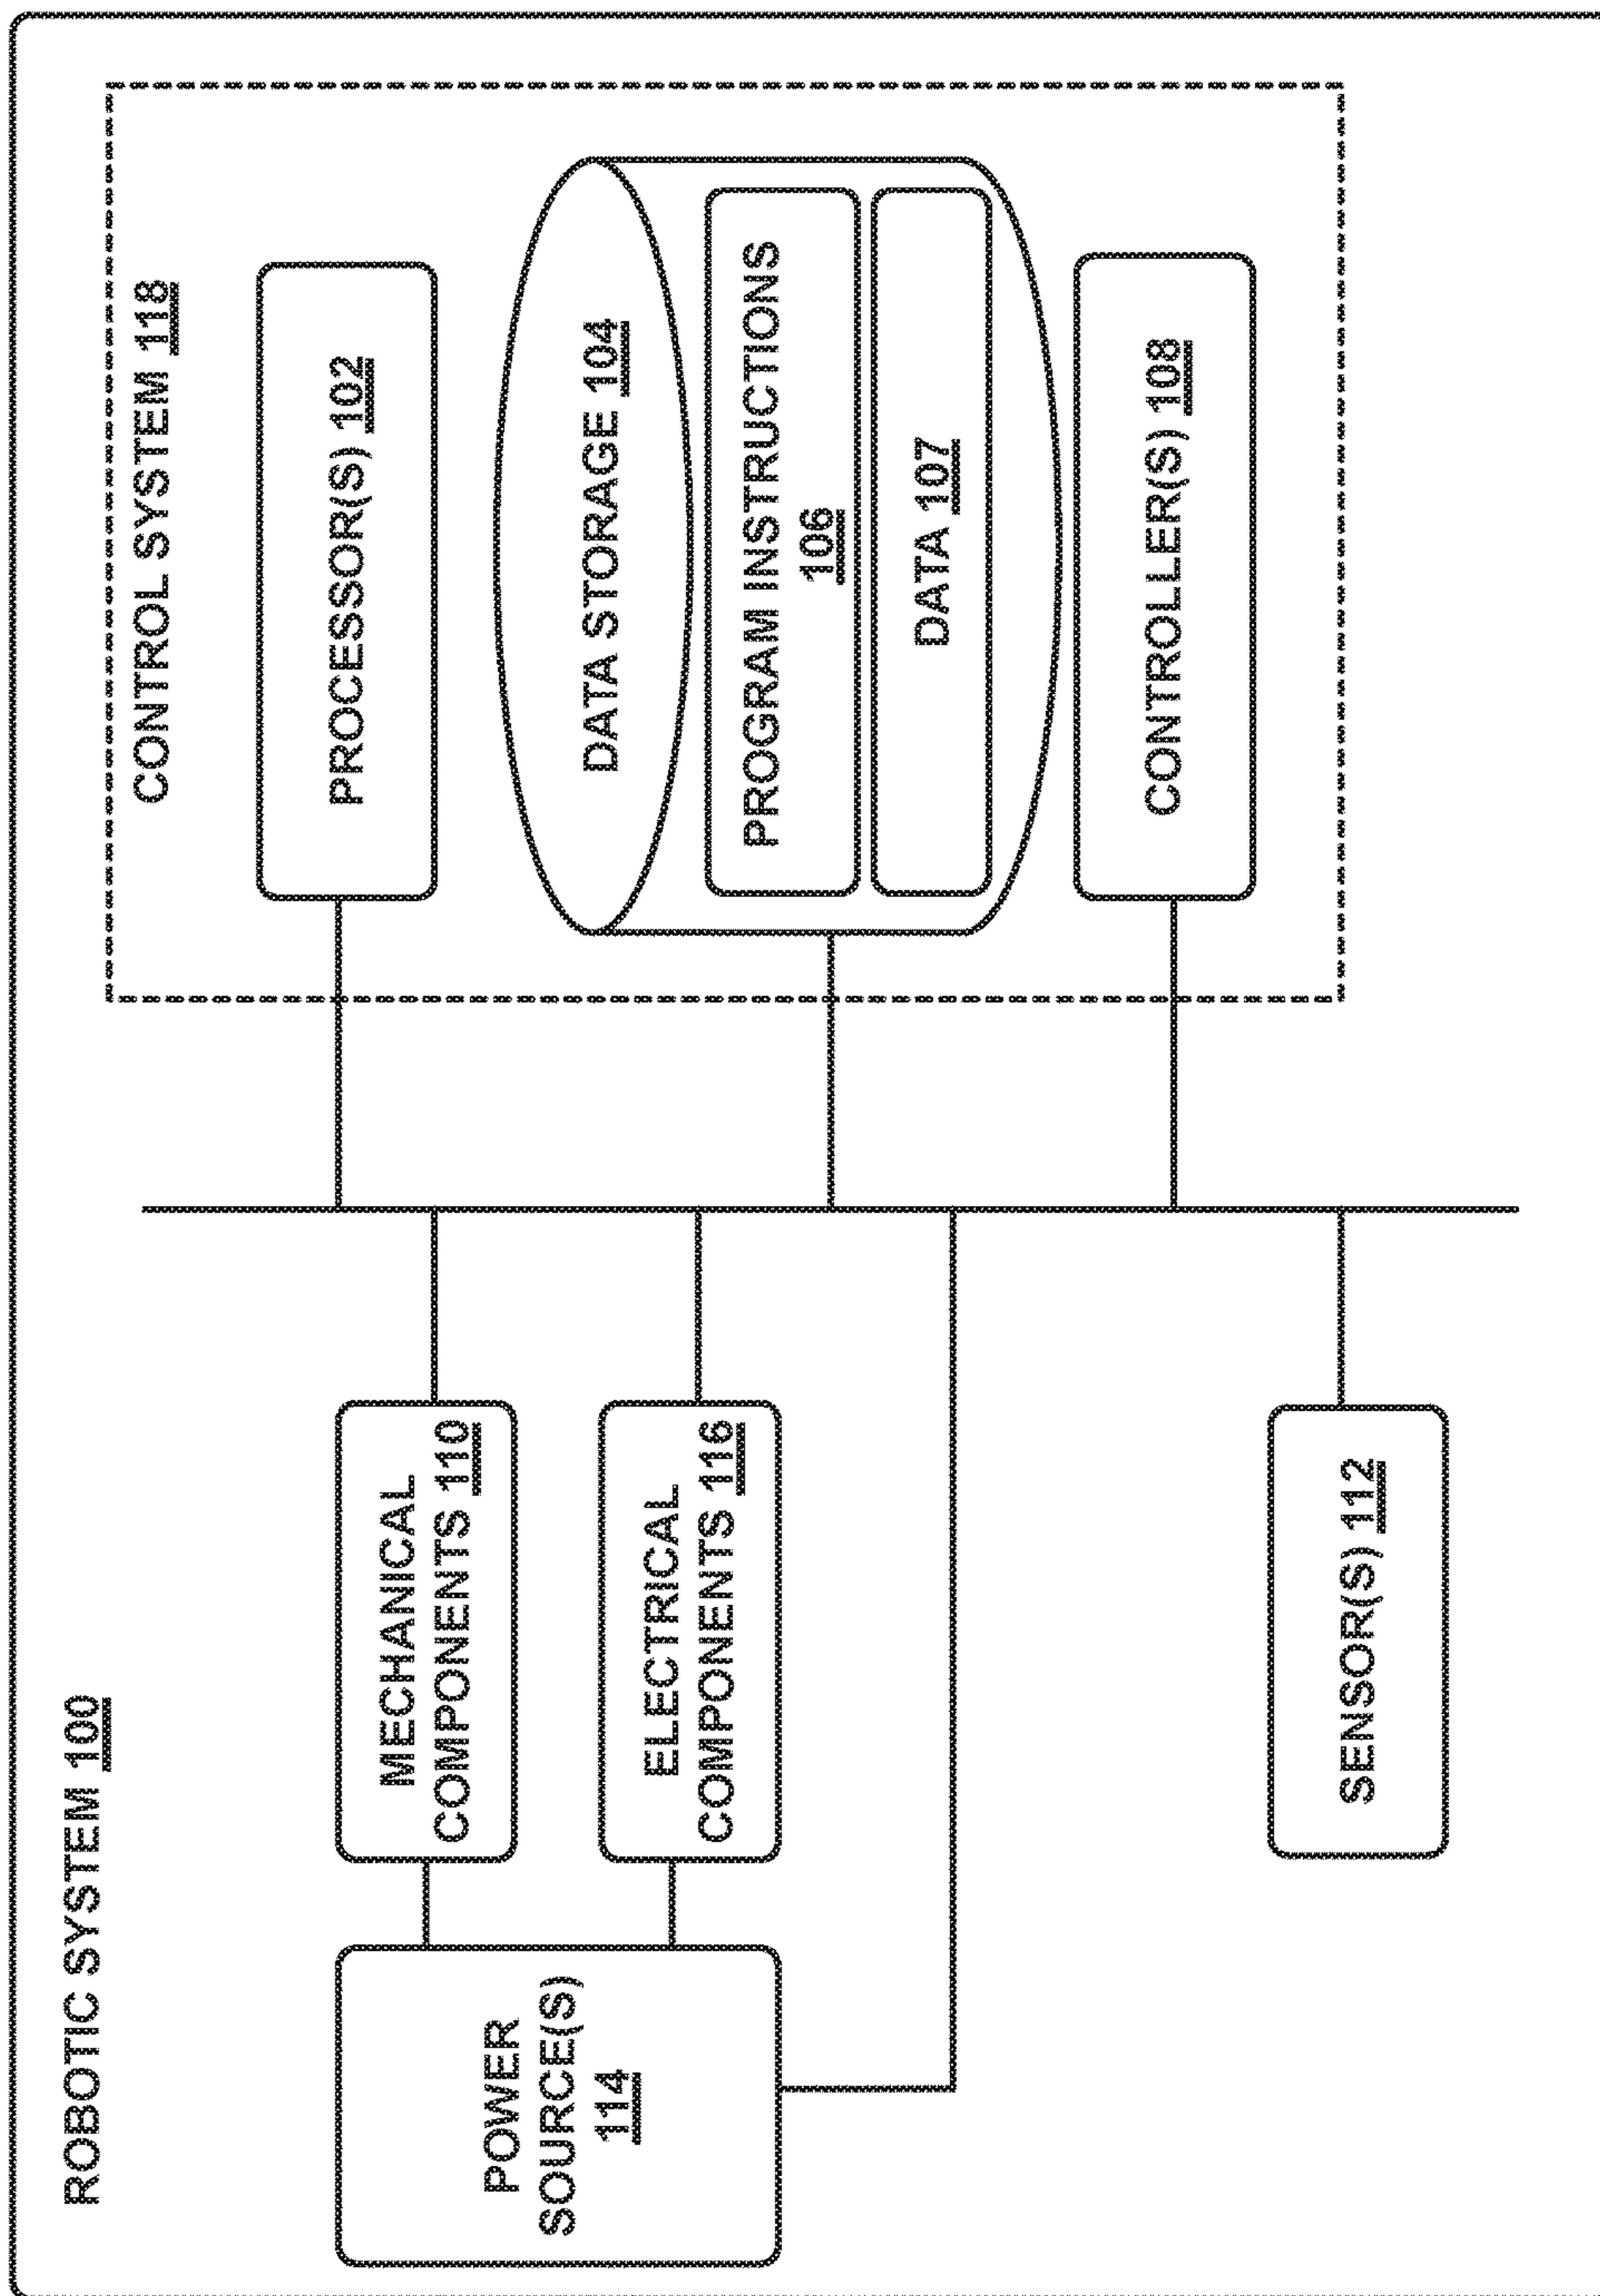 ROBOTIC SYSTEM 100
CONTROL SYSTEM 118
PROCESSOR(S) 102
DATA STORAGE 104
PROGRAM INSTRUCTIONS
106
DATA 107
CONTROLLER(S) 108
MECHANICAL
COMPONENTS 110
ELECTRICAL
COMPONENTS 116
POWER
SOURCE(S)
114
SENSOR(S) 112